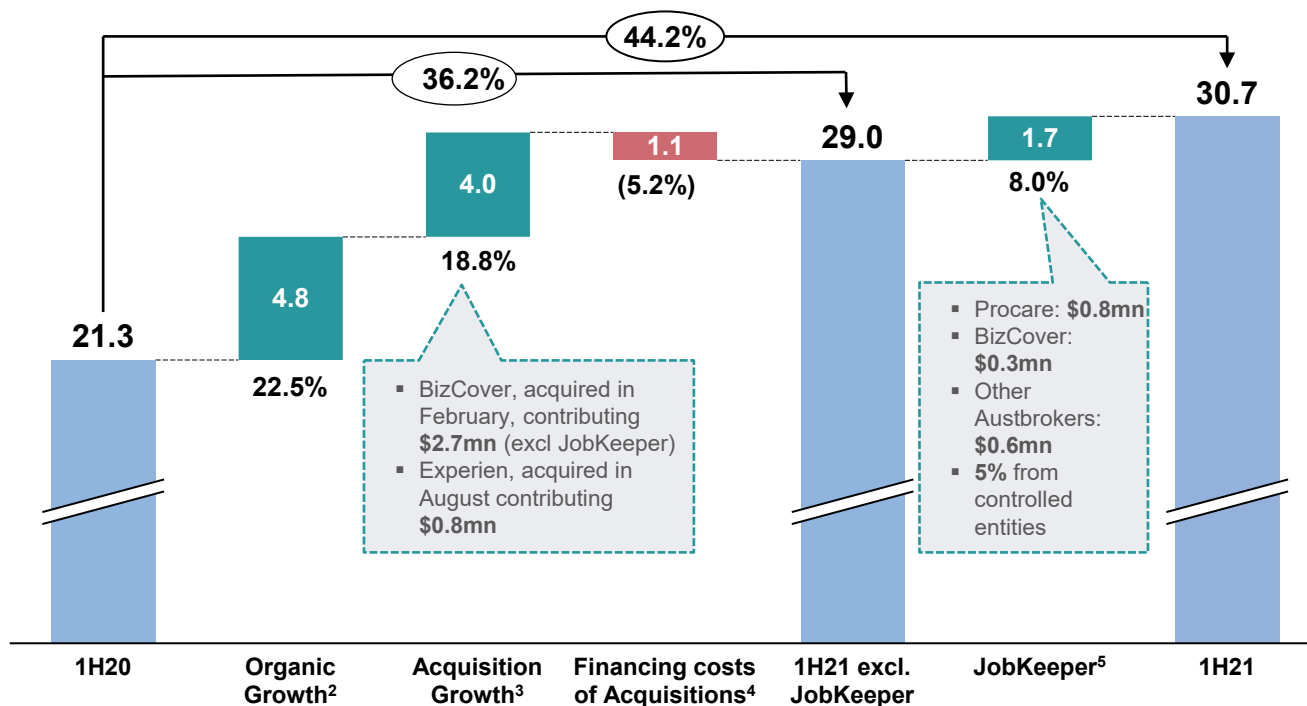 44.2%
36.2%
30.7
29.0
1.7
8.0%
1.1
(5.2%)
4.0
18.8%
4.8
22.5%
21.3
▪ BizCover, acquired in
February, contributing
$2.7mn (excl JobKeeper)
▪ Experien, acquired in
August contributing
$0.8mn
▪ Procare: $0.8mn
▪ BizCover:
$0.3mn
▪ Other
Austbrokers:
$0.6mn
▪ 5% from
controlled
entities
1H20
Organic
Growth²
Acquisition
Growth³
Financing costs
of Acquisitions⁴
1H21 excl.
JobKeeper
JobKeeper⁵
1H21